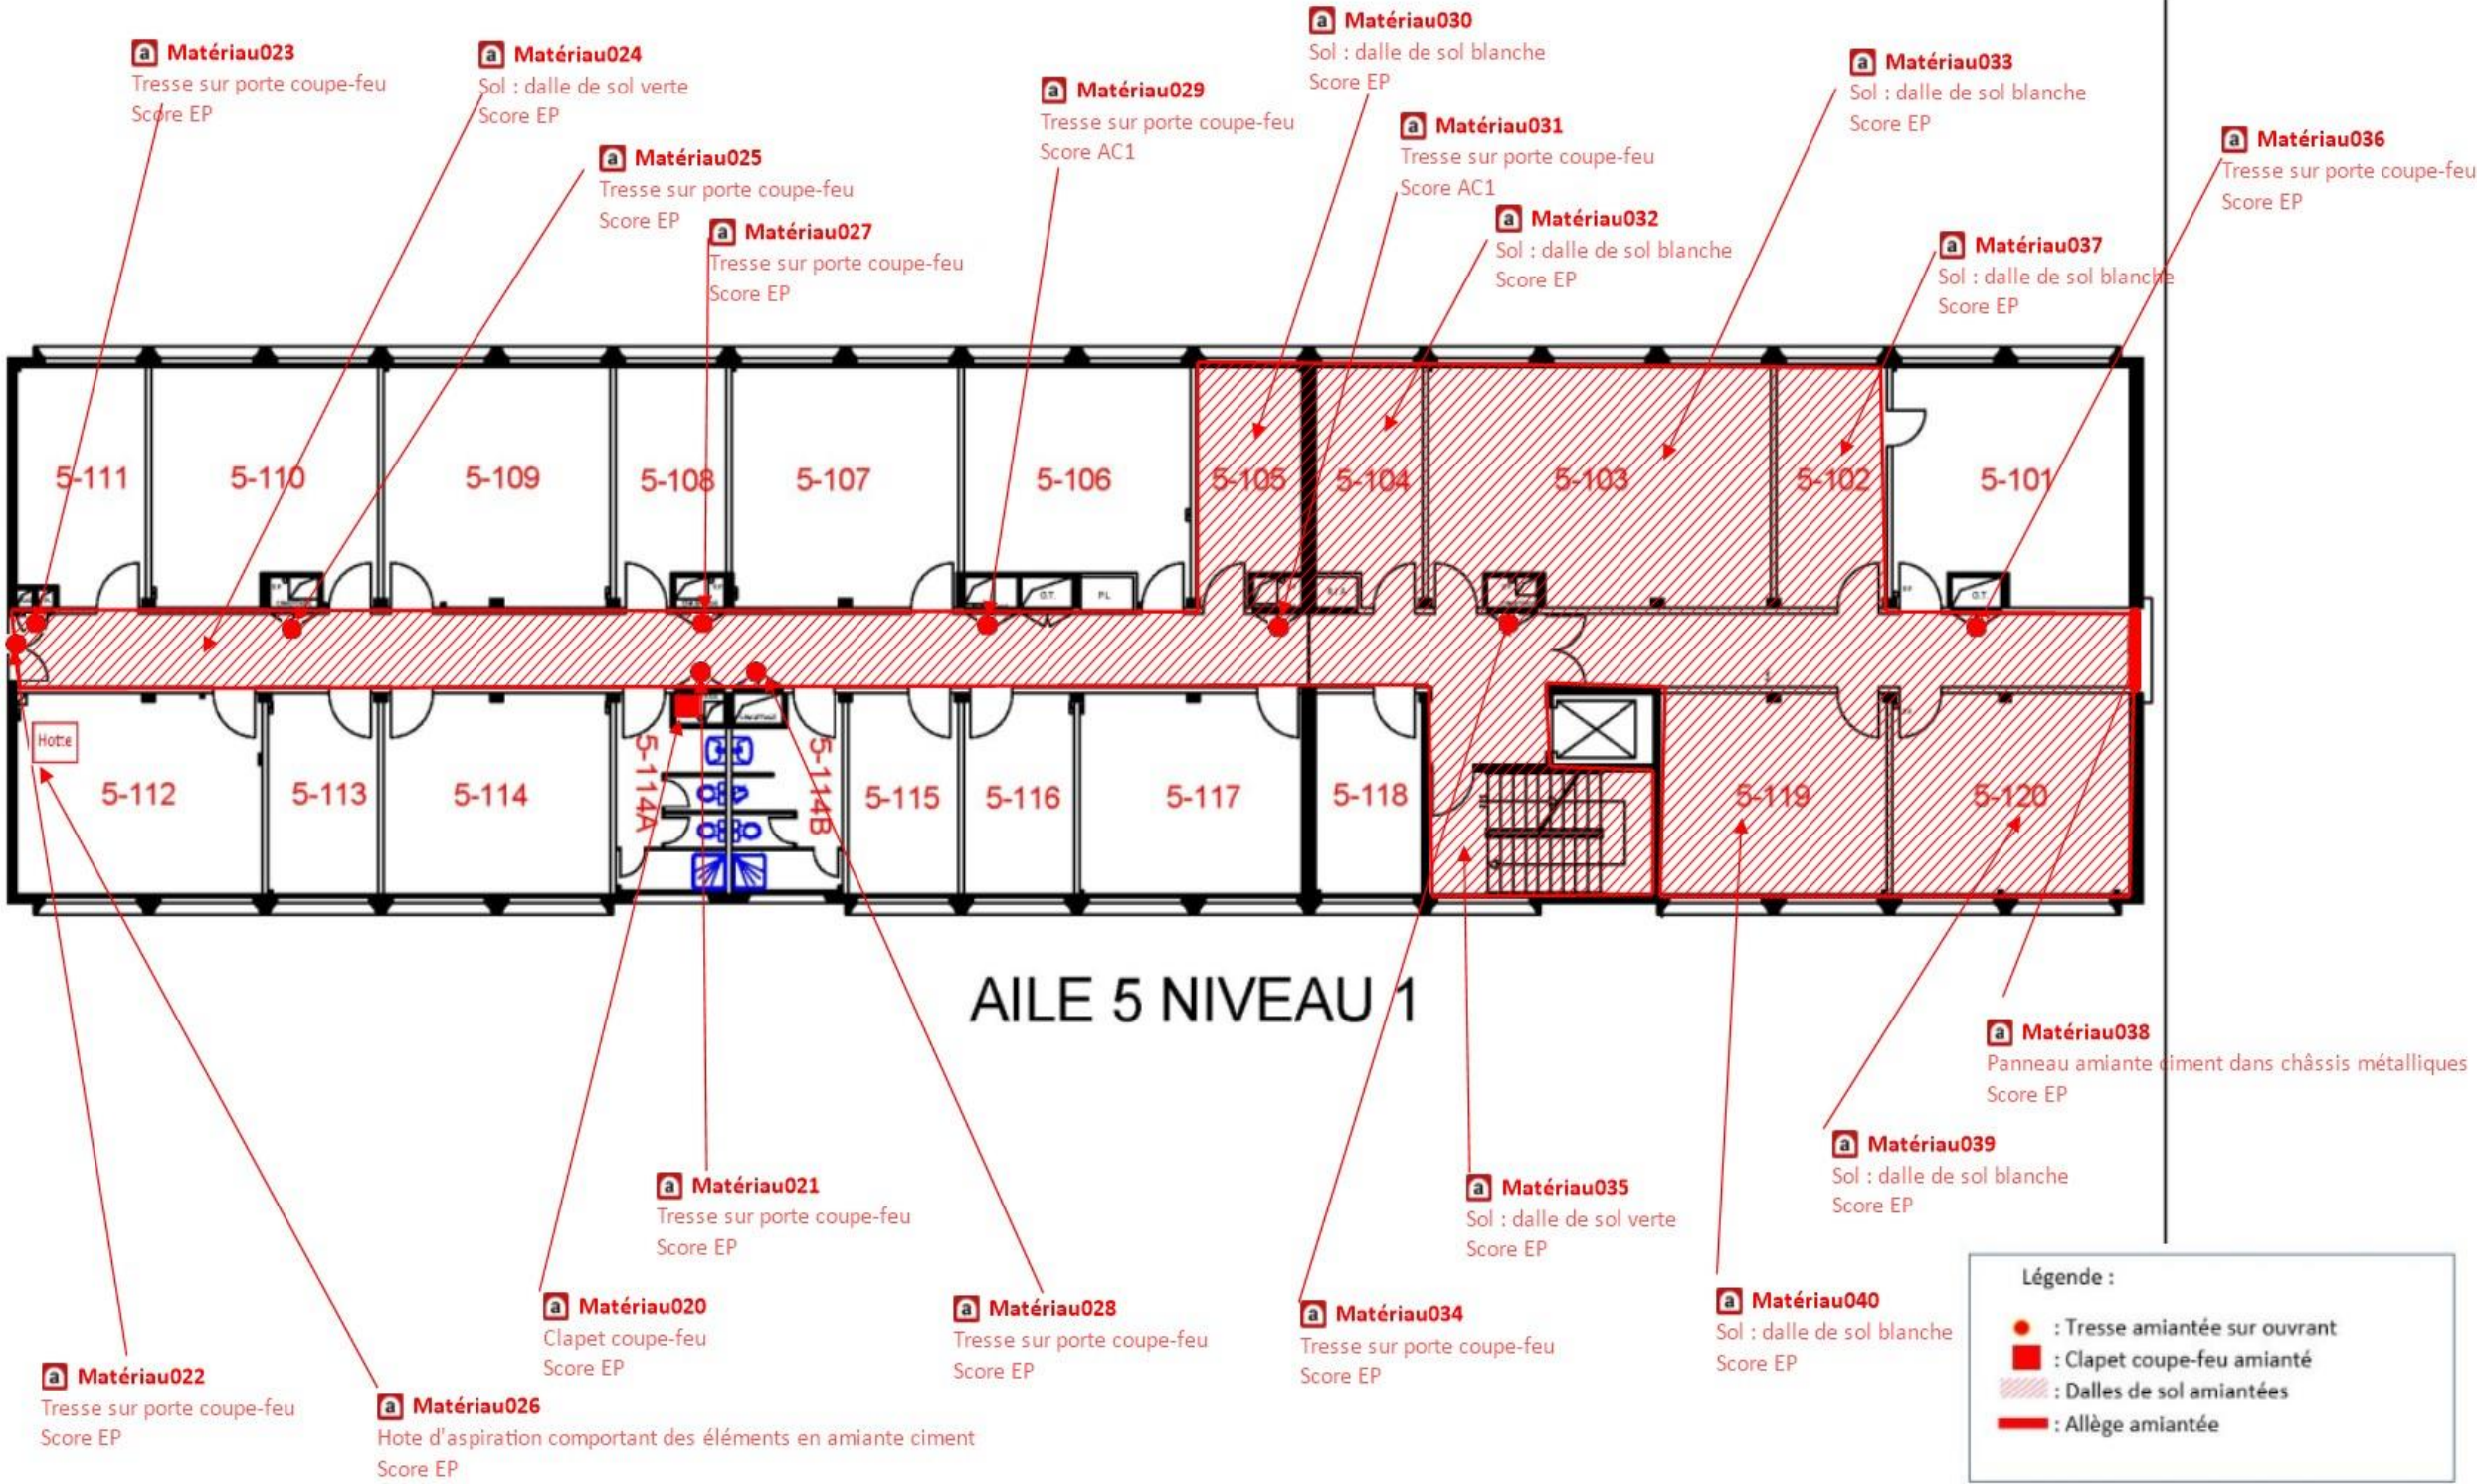 a Matériau023
Tresse sur porte coupe-feu
Score EP
a Matériau024
Sol : dalle de sol verte
Score EP
a Matériau025
Tresse sur porte coupe-feu
Score EP
a Matériau027
Tresse sur porte coupe-feu
Score EP
a Matériau029
Tresse sur porte coupe-feu
Score AC1
a Matériau030
Sol : dalle de sol blanche
Score EP
a Matériau031
Tresse sur porte coupe-feu
Score AC1
a Matériau032
Sol : dalle de sol blanche
Score EP
a Matériau033
Sol : dalle de sol blanche
Score EP
a Matériau036
Tresse sur porte coupe-feu
Score EP
a Matériau037
Sol : dalle de sol blanche
Score EP
5-111
5-110
5-109
5-108
5-107
5-106
5-105
5-104
5-103
5-102
5-101
G.T.
PL
G.T.
Hotte
5-112
5-113
5-114
5-114A
5-114B
5-115
5-116
5-117
5-118
5-119
5-120
AILE 5 NIVEAU 1
a Matériau038
Panneau amiante ciment dans châssis métalliques
Score EP
a Matériau039
Sol : dalle de sol blanche
Score EP
a Matériau021
Tresse sur porte coupe-feu
Score EP
a Matériau035
Sol : dalle de sol verte
Score EP
a Matériau020
Clapet coupe-feu
Score EP
a Matériau028
Tresse sur porte coupe-feu
Score EP
a Matériau034
Tresse sur porte coupe-feu
Score EP
a Matériau040
Sol : dalle de sol blanche
Score EP
a Matériau022
Tresse sur porte coupe-feu
Score EP
a Matériau026
Hote d'aspiration comportant des éléments en amiante ciment
Score EP
Légende :
: Tresse amiantée sur ouvrant
: Clapet coupe-feu amianté
: Dalles de sol amiantées
: Allège amiantée